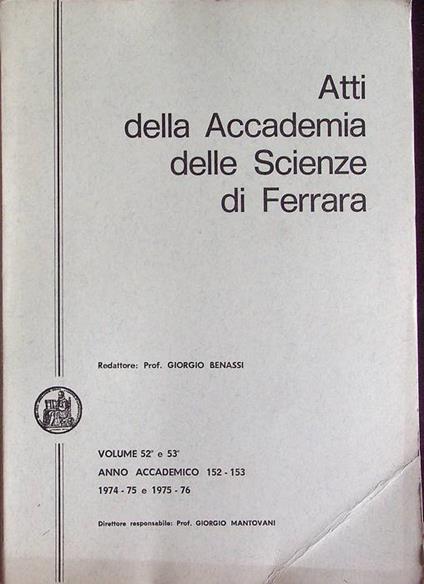 Atti
della Accademia
delle Scienze
di Ferrara
Redattore: Prof. GIORGIO BENASSI
VOLUME 52° e 53°
ANNO ACCADEMICO 152 - 153
1974 - 75 e 1975 - 76
Direttore responsabile: Prof. GIORGIO MANTOVANI